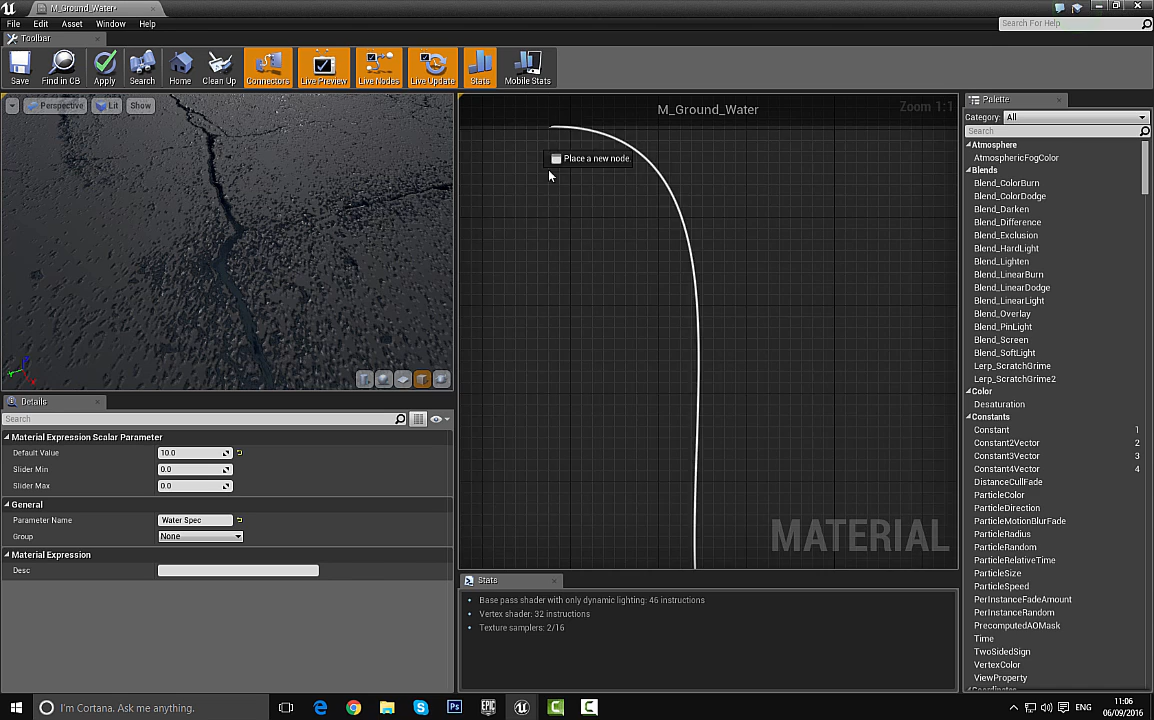 M_Ground_Water*
File Edit Asset Window Help
Search For Help
Toolbar
Save Find in CB Apply Search Home Clean Up Connectors Live Preview Live Nodes Live Update Stats Mobile Stats
Perspective Lit Show
M_Ground_Water
Zoom 1:1
Place a new node.
MATERIAL
Details
Search
Material Expression Scalar Parameter
Default Value 10.0
Slider Min 0.0
Slider Max 0.0
General
Parameter Name Water Spec
Group None
Material Expression
Desc
Stats
Base pass shader with only dynamic lighting: 46 instructions
Vertex shader: 32 instructions
Texture samplers: 2/16
Palette
Category: All
Search
Atmosphere
AtmosphericFogColor
Blends
Blend_ColorBurn
Blend_ColorDodge
Blend_Darken
Blend_Difference
Blend_Exclusion
Blend_HardLight
Blend_Lighten
Blend_LinearBurn
Blend_LinearDodge
Blend_LinearLight
Blend_Overlay
Blend_PinLight
Blend_Screen
Blend_SoftLight
Lerp_ScratchGrime
Lerp_ScratchGrime2
Color
Desaturation
Constants
Constant 1
Constant2Vector 2
Constant3Vector 3
Constant4Vector 4
DistanceCullFade
ParticleColor
ParticleDirection
ParticleMotionBlurFade
ParticleRadius
ParticleRandom
ParticleRelativeTime
ParticleSize
ParticleSpeed
PerInstanceFadeAmount
PerInstanceRandom
PrecomputedAOMask
Time
TwoSidedSign
VertexColor
ViewProperty
Coordinates
I'm Cortana. Ask me anything.
ENG
11:06
06/09/2016